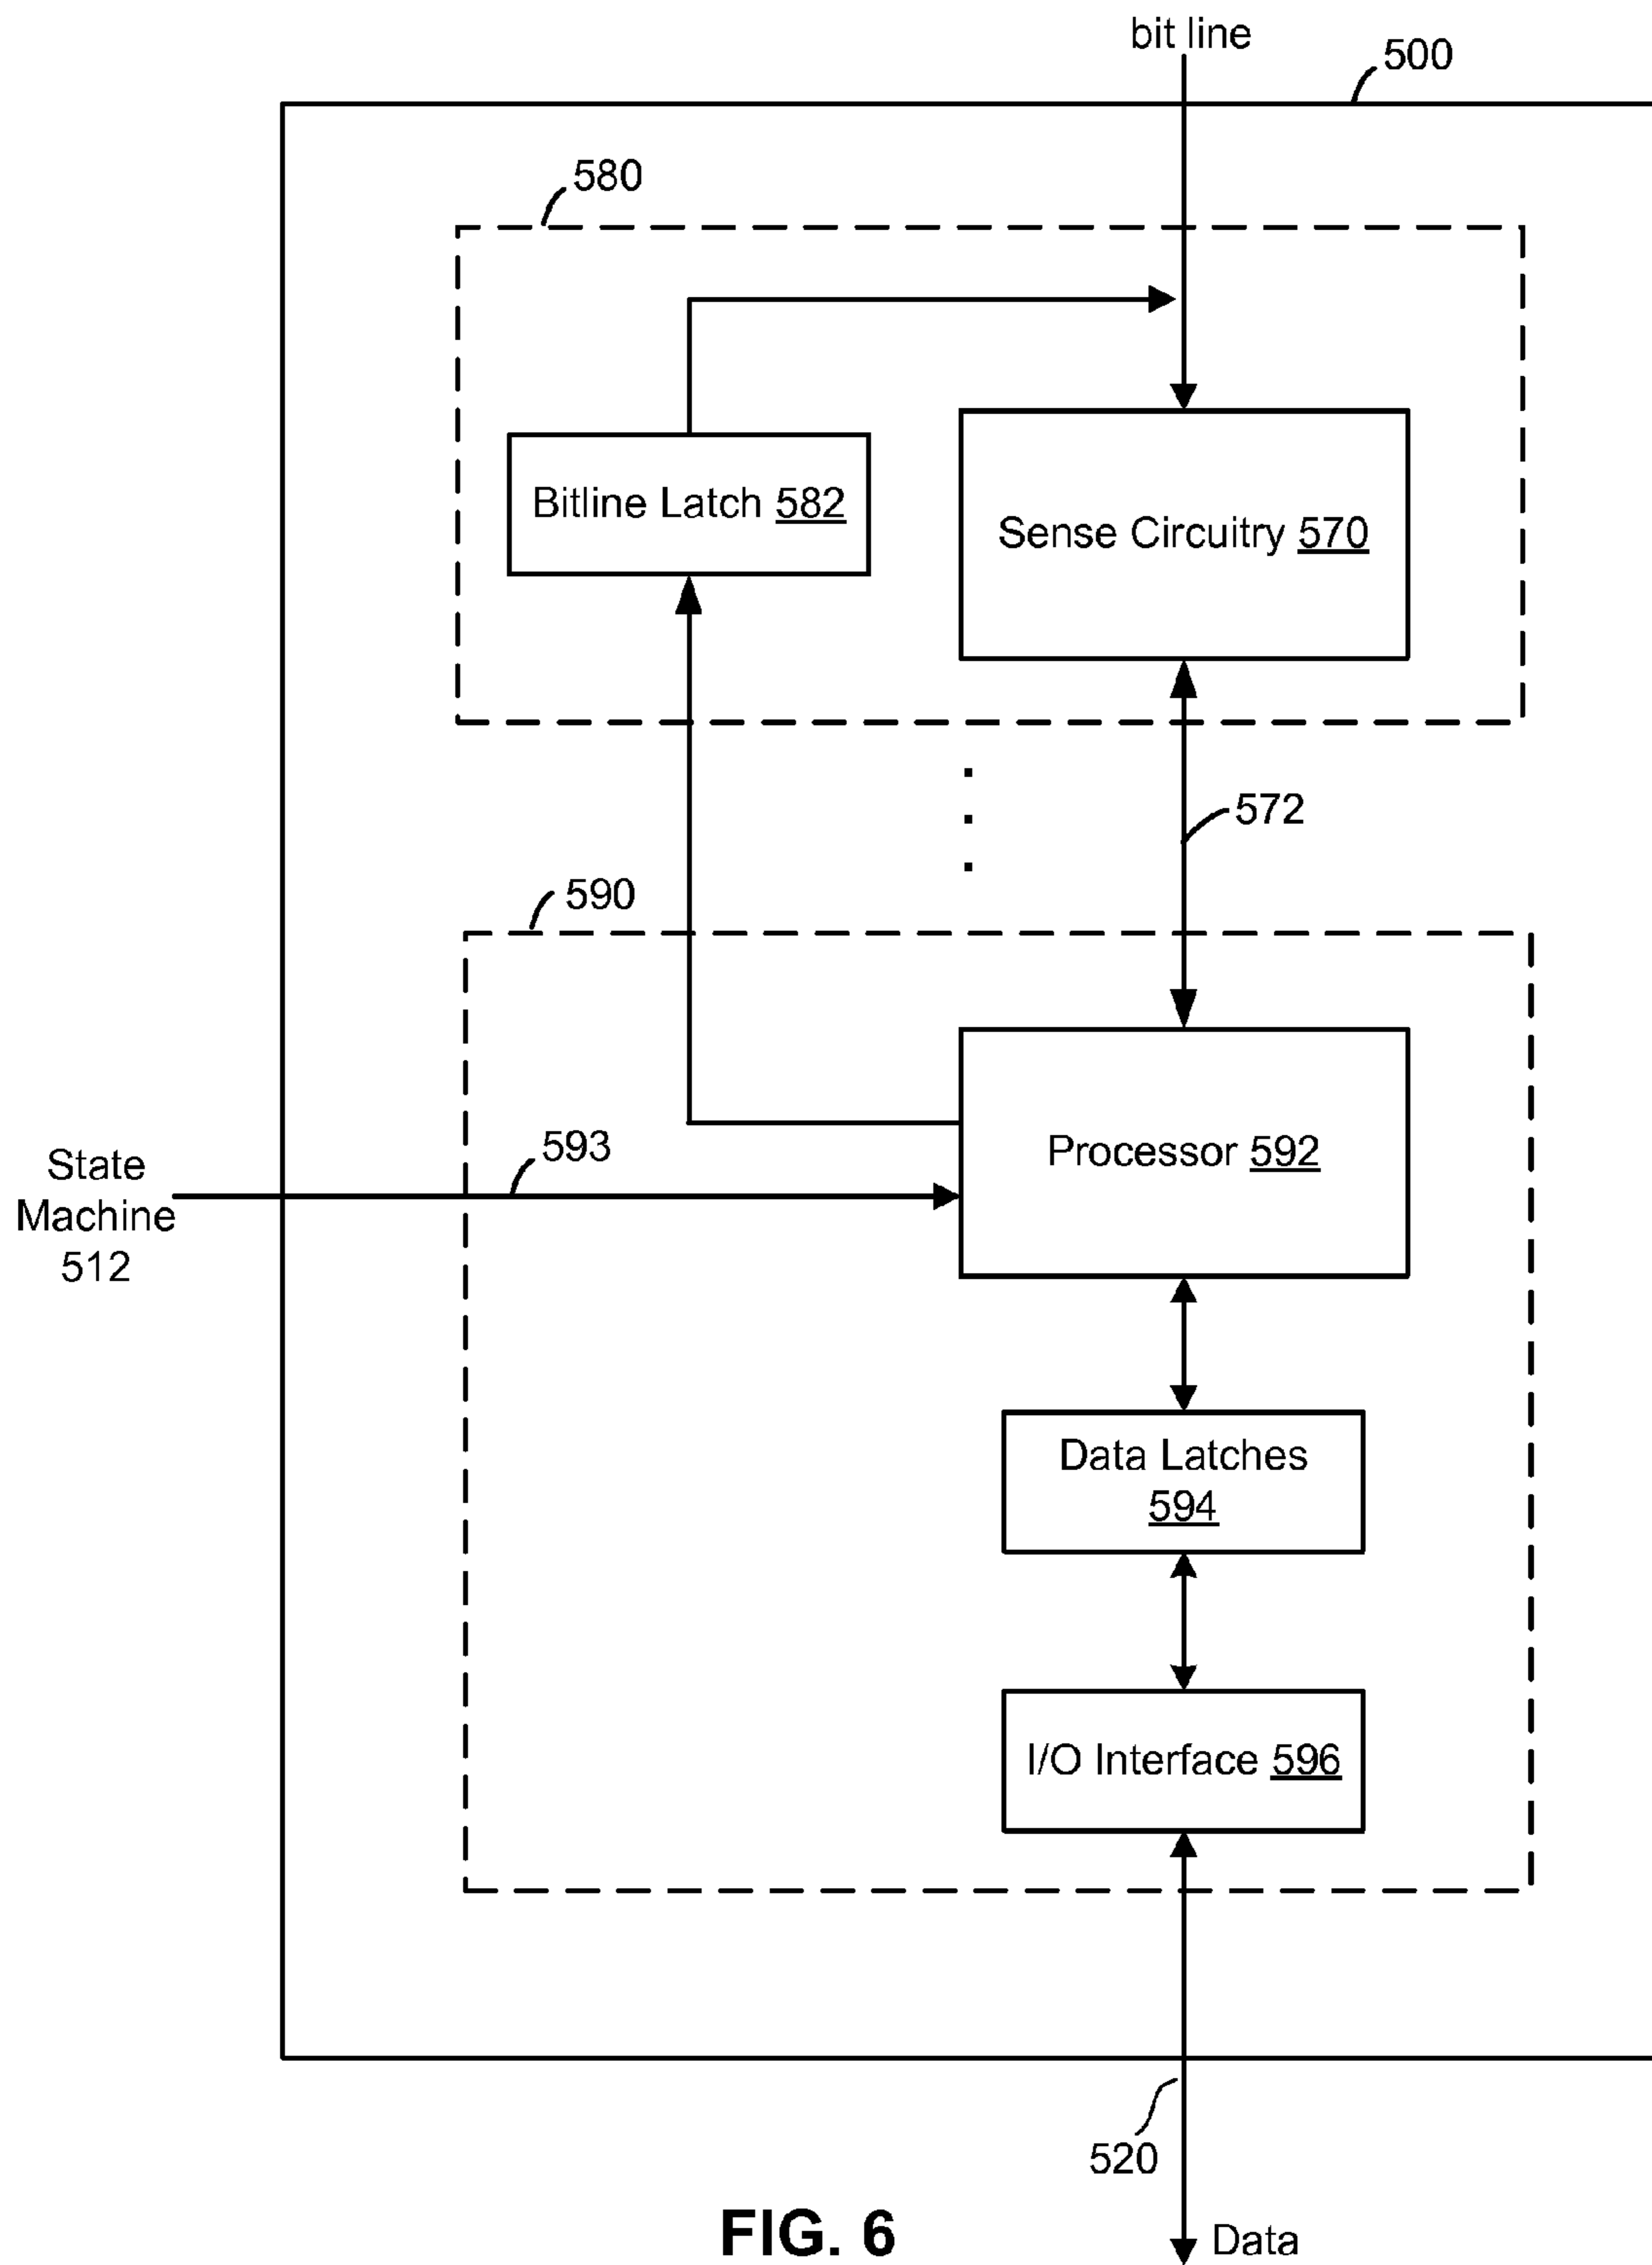 bit line
500
580
Bitline Latch 582
Sense Circuitry 570
572
590
593
State
Machine
512
Processor 592
Data Latches
594
I/O Interface 596
520
FIG. 6
Data